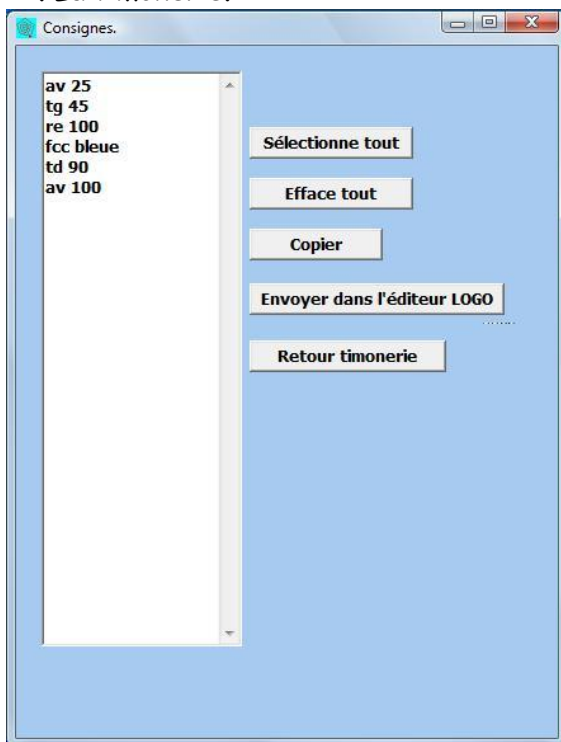 Consignes.
av 25
tg 45
re 100
fcc bleue
td 90
av 100
Sélectionne tout
Efface tout
Copier
Envoyer dans l'éditeur LOGO
Retour timonerie